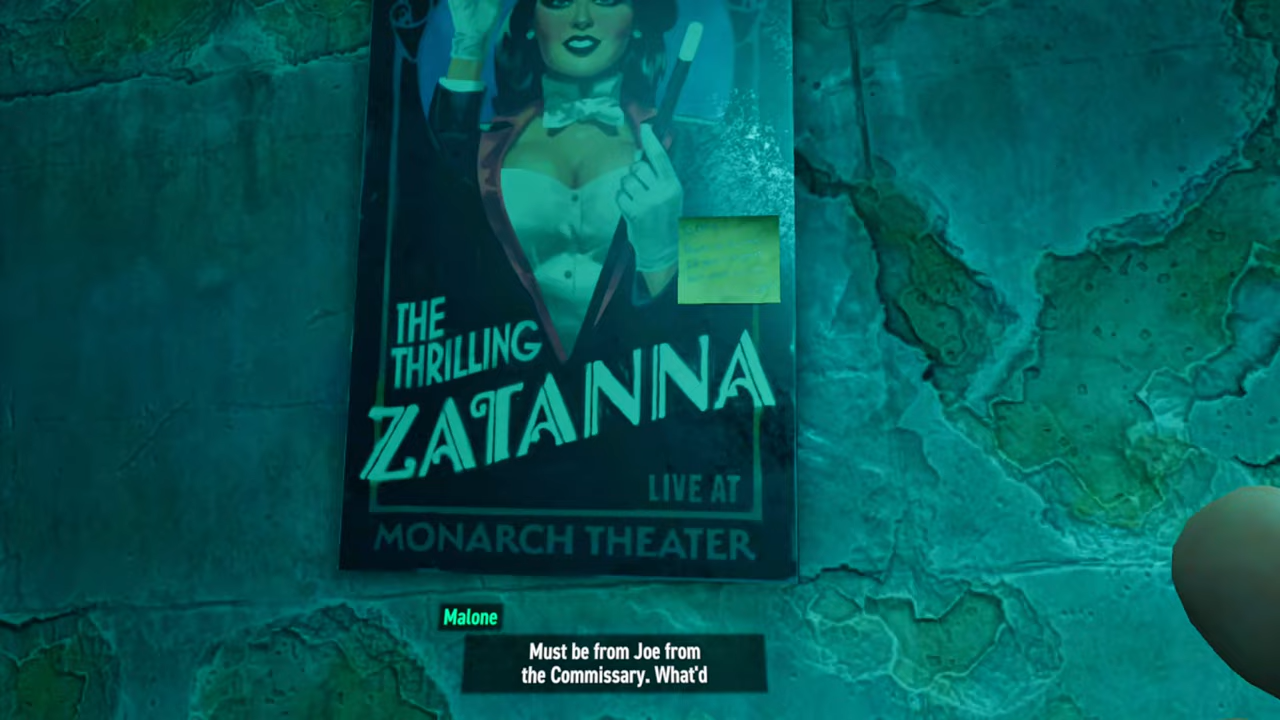 THE
THRILLING
ZATANNA
LIVE AT
MONARCH THEATER
Malone
Must be from Joe from
the Commissary. What'd